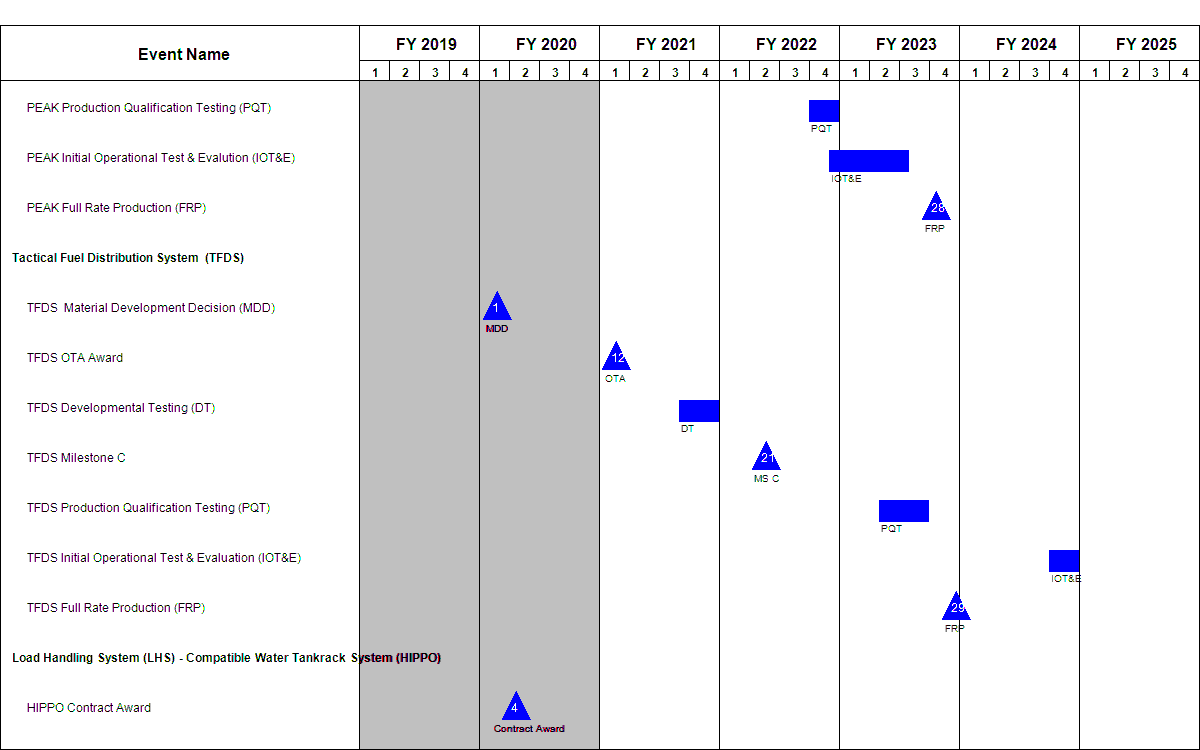 Event Name FY 2019 FY 2020 FY 2021 FY 2022 FY 2023 FY 2024 FY 2025
1 2 3 4 1 2 3 4 1 2 3 4 1 2 3 4 1 2 3 4 1 2 3 4 1 2 3 4
PEAK Production Qualification Testing (PQT)
PQT
PEAK Initial Operational Test & Evalution (IOT&E)
IOT&E
PEAK Full Rate Production (FRP) 28
FRP
Tactical Fuel Distribution System (TFDS)
TFDS Material Development Decision (MDD) 1
MDD
TFDS OTA Award 12
OTA
TFDS Developmental Testing (DT)
DT
TFDS Milestone C 21
MS C
TFDS Production Qualification Testing (PQT)
PQT
TFDS Initial Operational Test & Evaluation (IOT&E)
IOT&E
TFDS Full Rate Production (FRP) 29
FRP
Load Handling System (LHS) - Compatible Water Tankrack System (HIPPO)
HIPPO Contract Award 4
Contract Award